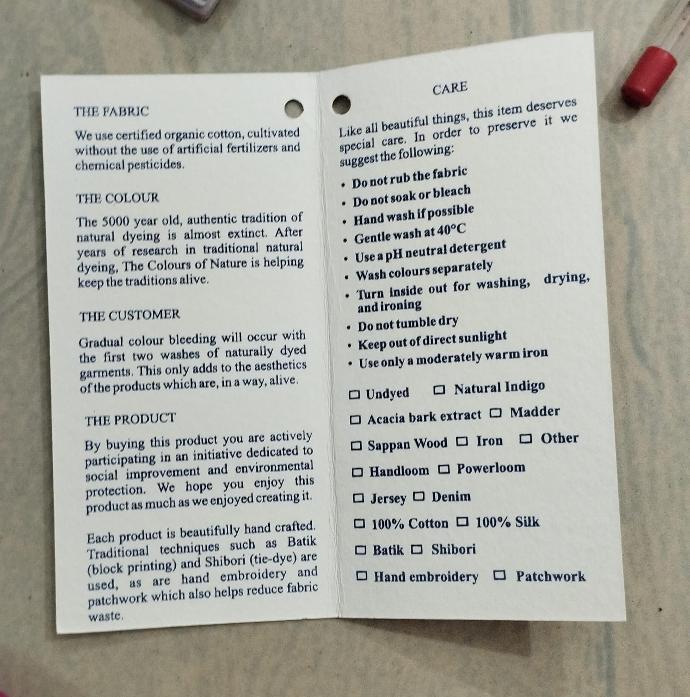 THE FABRIC
We use certified organic cotton, cultivated
without the use of artificial fertilizers and
chemical pesticides.
THE COLOUR
The 5000 year old, authentic tradition of
natural dyeing is almost extinct. After
years of research in traditional natural
dyeing, The Colours of Nature is helping
keep the traditions alive.
THE CUSTOMER
Gradual colour bleeding will occur with
the first two washes of naturally dyed
garments. This only adds to the aesthetics
of the products which are, in a way, alive.
THE PRODUCT
By buying this product you are actively
participating in an initiative dedicated to
social improvement and environmental
protection. We hope you enjoy this
product as much as we enjoyed creating it.
Each product is beautifully hand crafted.
Traditional techniques such as Batik
(block printing) and Shibori (tie-dye) are
used, as are hand embroidery and
patchwork which also helps reduce fabric
waste.
CARE
Like all beautiful things, this item deserves
special care. In order to preserve it we
suggest the following:
• Do not rub the fabric
• Do not soak or bleach
• Hand wash if possible
• Gentle wash at 40°C
• Use a pH neutral detergent
• Wash colours separately
• Turn inside out for washing, drying,
and ironing
• Do not tumble dry
• Keep out of direct sunlight
• Use only a moderately warm iron
☐ Undyed ☐ Natural Indigo
☐ Acacia bark extract ☐ Madder
☐ Sappan Wood ☐ Iron ☐ Other
☐ Handloom ☐ Powerloom
☐ Jersey ☐ Denim
☐ 100% Cotton ☐ 100% Silk
☐ Batik ☐ Shibori
☐ Hand embroidery ☐ Patchwork